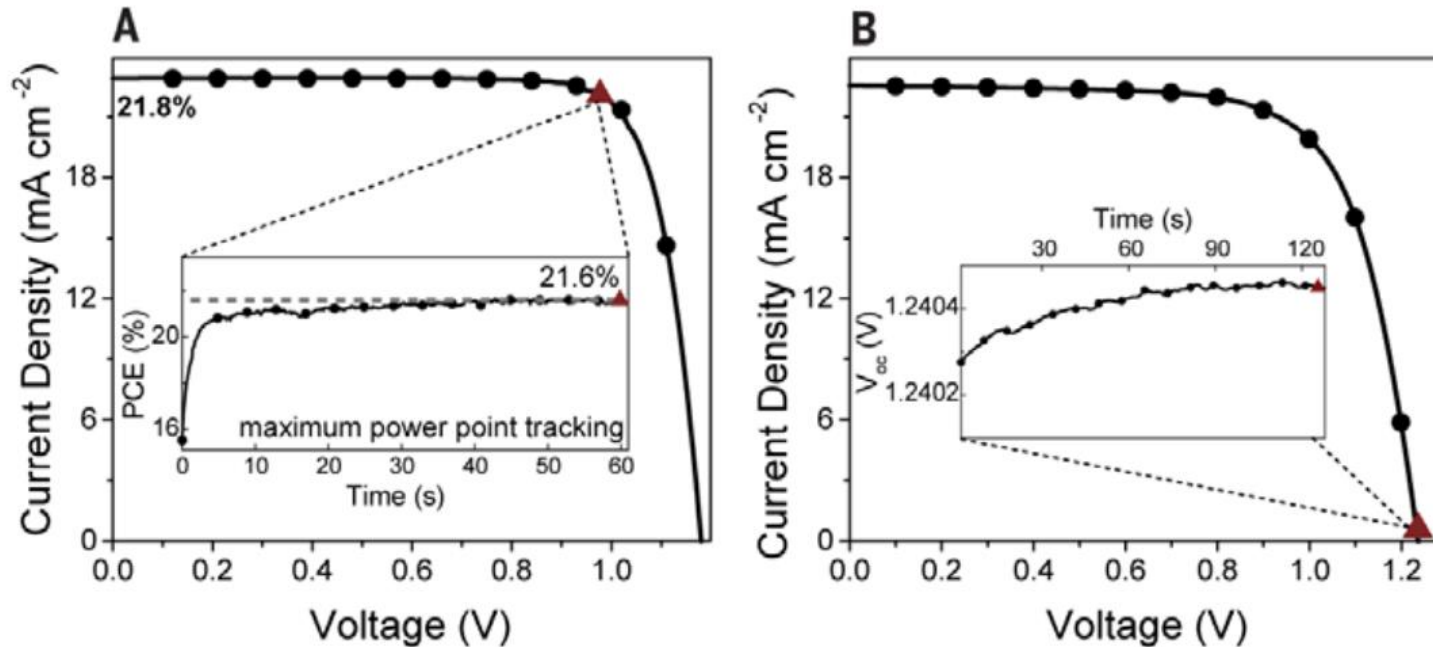 A
Current Density (mA cm⁻²)
18
12
6
0
21.8%
21.6%
PCE (%)
20
16
maximum power point tracking
0 10 20 30 40 50 60
Time (s)
0.0 0.2 0.4 0.6 0.8 1.0
Voltage (V)
B
Current Density (mA cm⁻²)
18
12
6
0
Time (s)
30 60 90 120
V_oc (V)
1.2404
1.2402
0.0 0.2 0.4 0.6 0.8 1.0 1.2
Voltage (V)